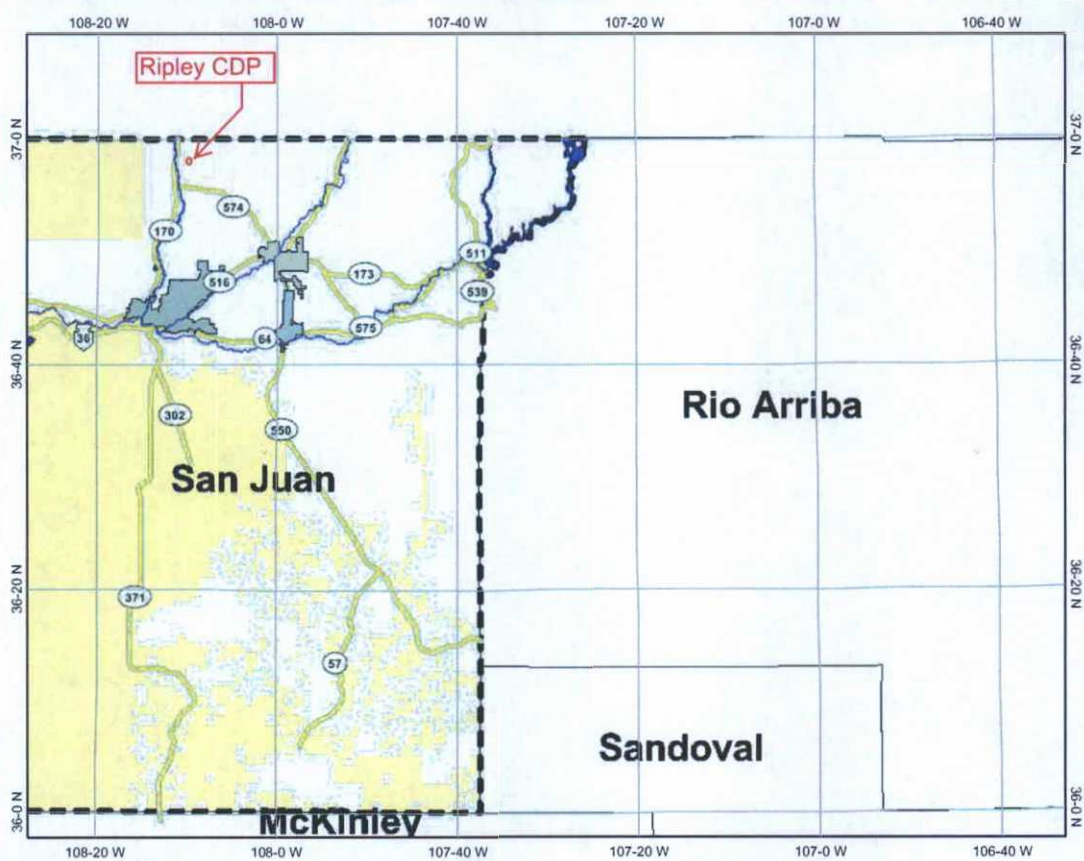 108-20 W 108-0 W 107-40 W 107-20 W 107-0 W 106-40 W
Ripley CDP
37-0 N 37-0 N
574
170
511
516 173
539
575
64
36
36-40 N 36-40 N
Rio Arriba
302
550
San Juan
371
36-20 N 36-20 N
57
Sandoval
36-0 N 36-0 N
McKinley
108-20 W 108-0 W 107-40 W 107-20 W 107-0 W 106-40 W